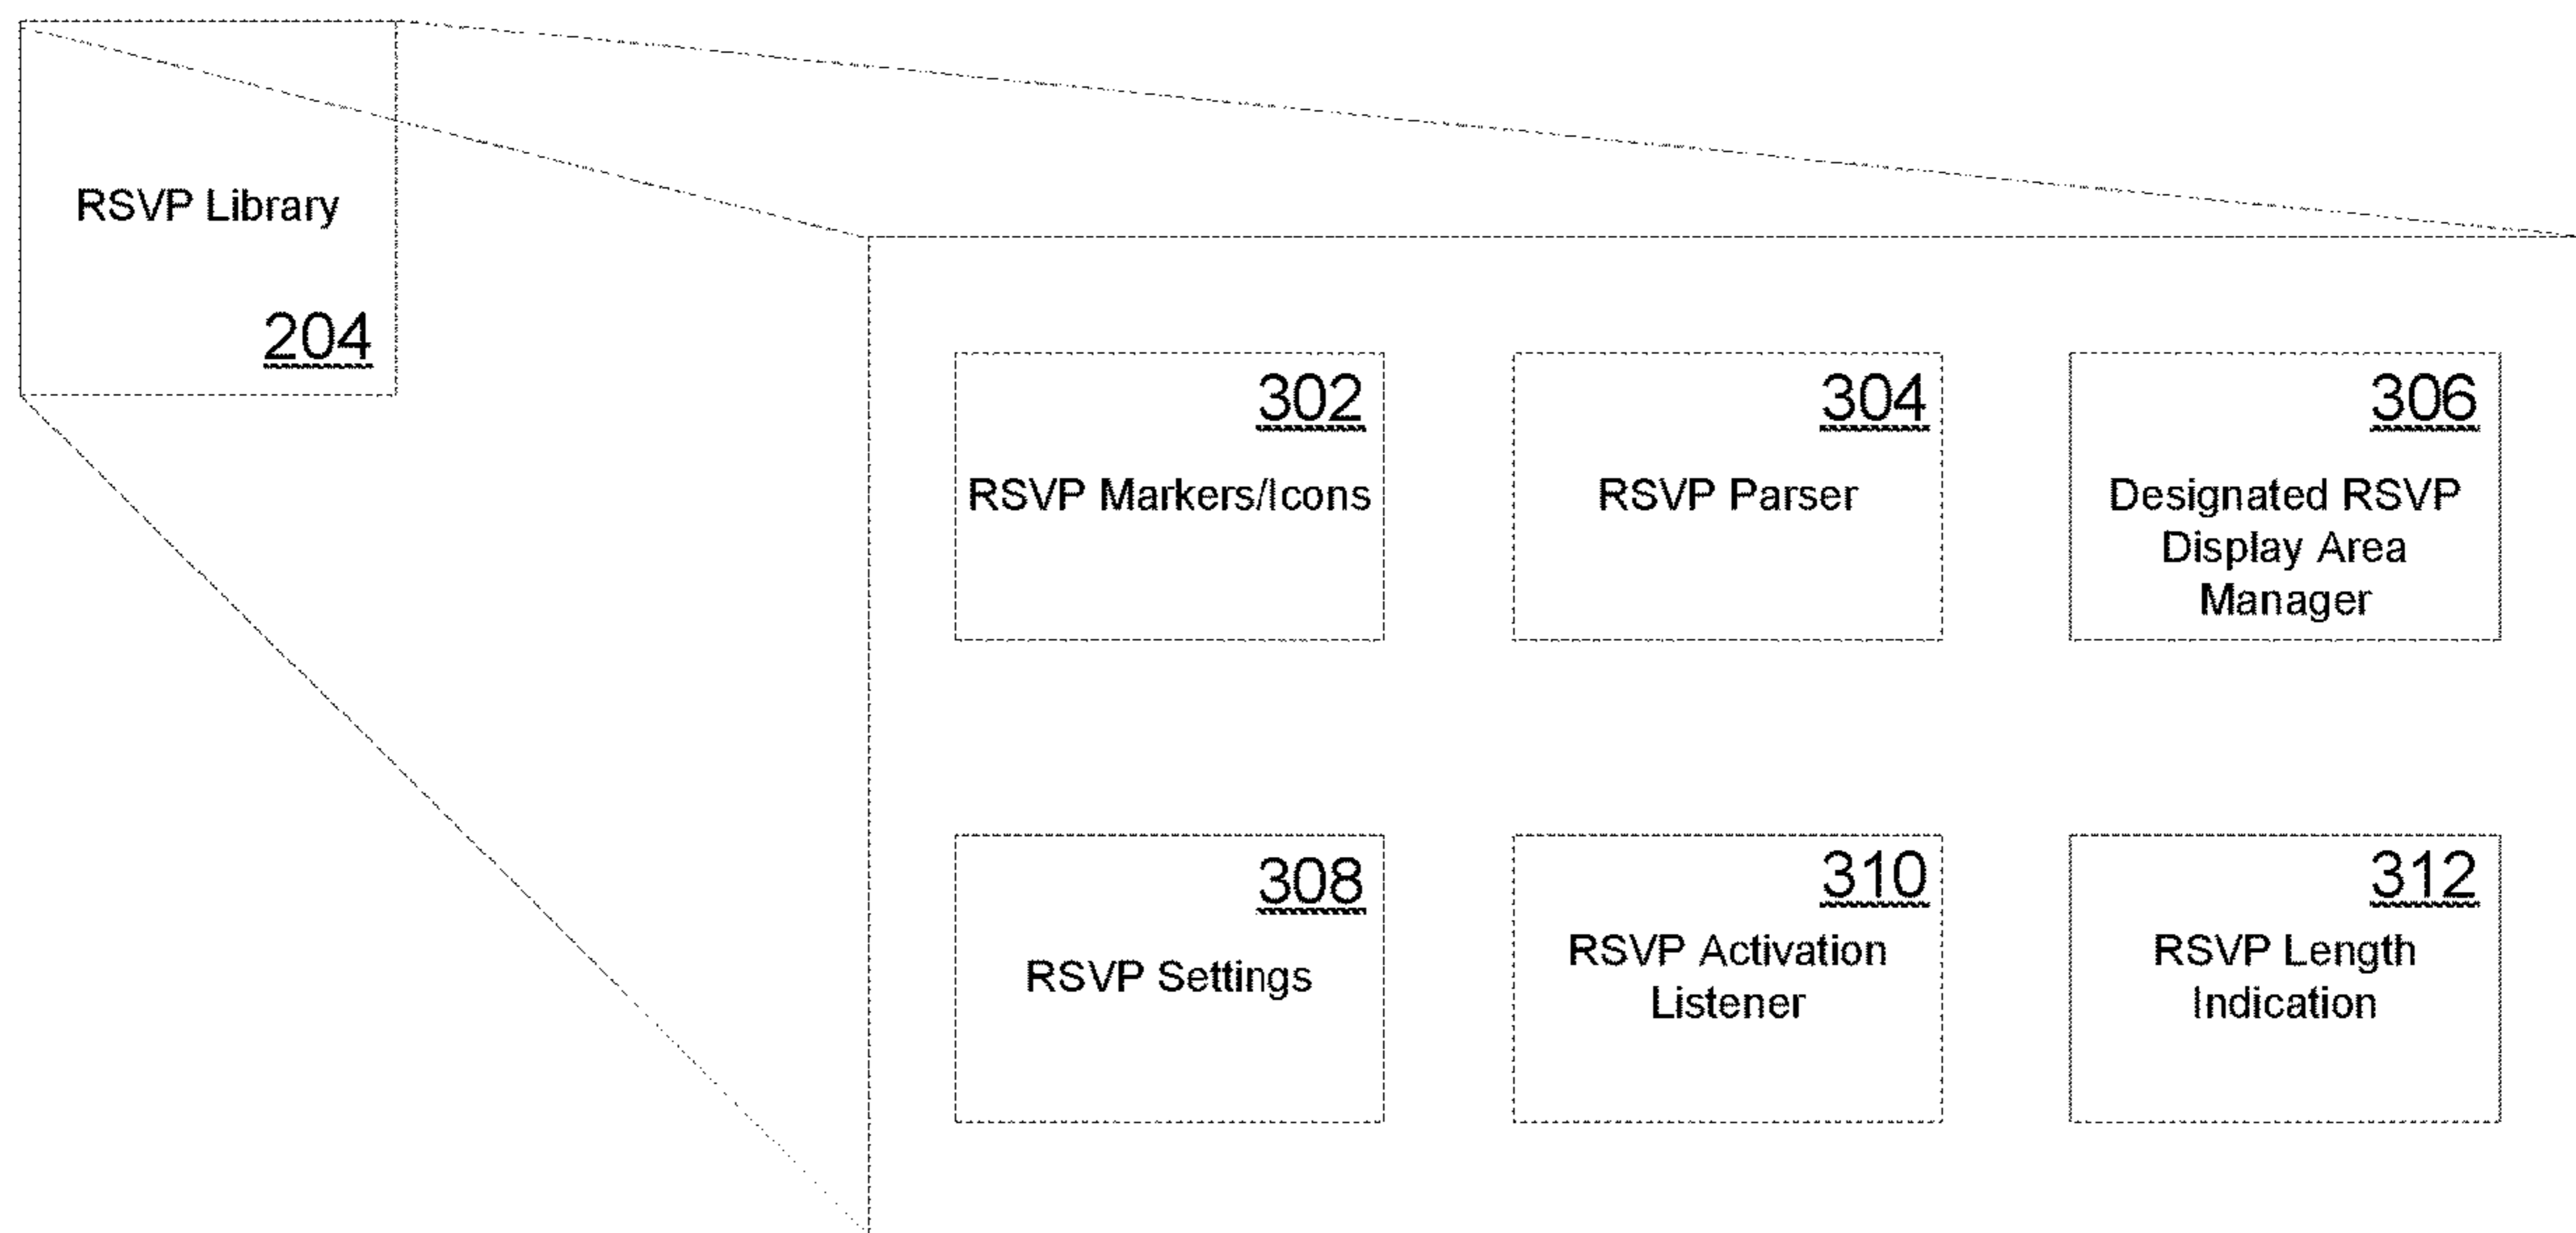 RSVP Library
204
302
RSVP Markers/Icons
304
RSVP Parser
306
Designated RSVP
Display Area
Manager
308
RSVP Settings
310
RSVP Activation
Listener
312
RSVP Length
Indication